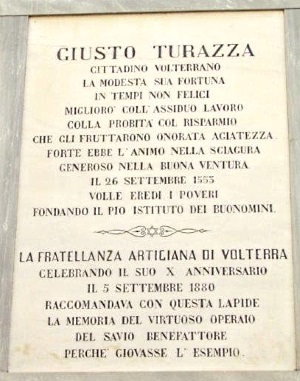 GIUSTO TURAZZA
CITTADINO VOLTERRANO
LA MODESTA SUA FORTUNA
IN TEMPI NON FELICI
MIGLIORÒ COLL'ASSIDUO LAVORO
COLLA PROBITÀ COL RISPARMIO
CHE GLI FRUTTARONO ONORATA AGIATEZZA.
FORTE EBBE L'ANIMO NELLA SCIAGURA
GENEROSO NELLA BUONA VENTURA.
IL 26 SETTEMBRE 1553
VOLLE EREDI I POVERI
FONDANDO IL PIO ISTITUTO DEI BUONOMINI.
LA FRATELLANZA ARTIGIANA DI VOLTERRA
CELEBRANDO IL SUO X ANNIVERSARIO
IL 5 SETTEMBRE 1880
RACCOMANDAVA CON QUESTA LAPIDE
LA MEMORIA DEL VIRTUOSO OPERAIO
DEL SAVIO BENEFATTORE
PERCHÈ GIOVASSE L'ESEMPIO.